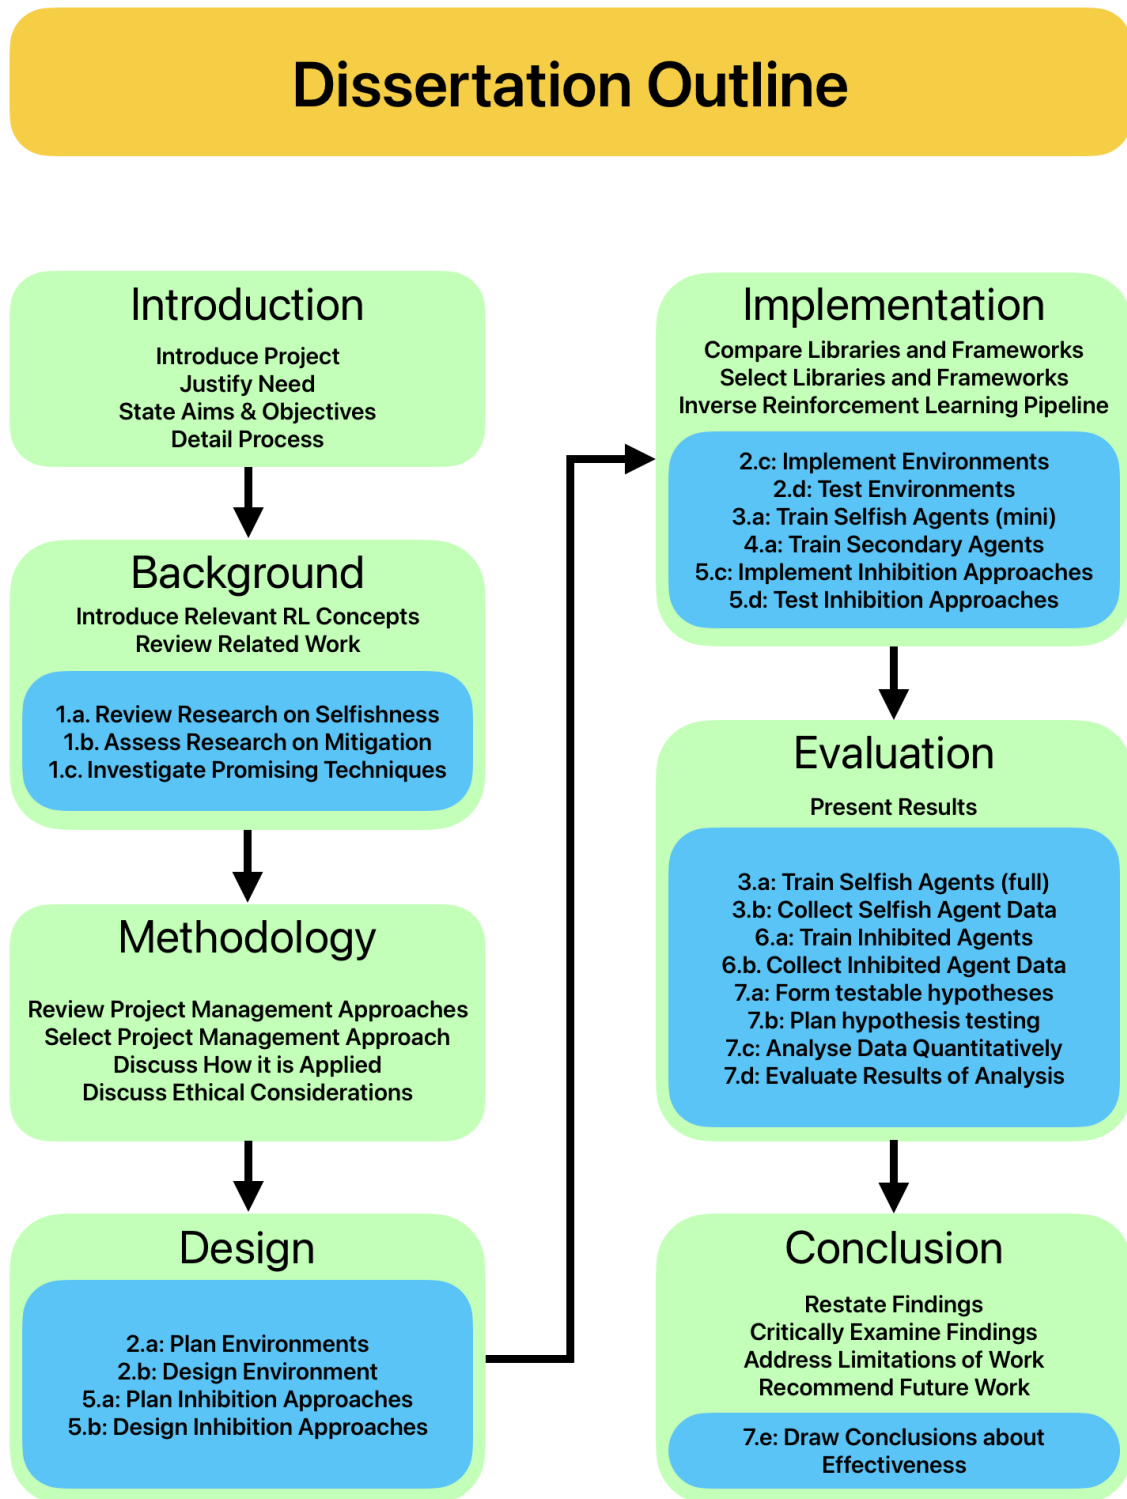 Dissertation Outline
Introduction
Introduce Project
Justify Need
State Aims & Objectives
Detail Process
Background
Introduce Relevant RL Concepts
Review Related Work
1.a. Review Research on Selfishness
1.b. Assess Research on Mitigation
1.c. Investigate Promising Techniques
Methodology
Review Project Management Approaches
Select Project Management Approach
Discuss How it is Applied
Discuss Ethical Considerations
Design
2.a: Plan Environments
2.b: Design Environment
5.a: Plan Inhibition Approaches
5.b: Design Inhibition Approaches
Implementation
Compare Libraries and Frameworks
Select Libraries and Frameworks
Inverse Reinforcement Learning Pipeline
2.c: Implement Environments
2.d: Test Environments
3.a: Train Selfish Agents (mini)
4.a: Train Secondary Agents
5.c: Implement Inhibition Approaches
5.d: Test Inhibition Approaches
Evaluation
Present Results
3.a: Train Selfish Agents (full)
3.b: Collect Selfish Agent Data
6.a: Train Inhibited Agents
6.b. Collect Inhibited Agent Data
7.a: Form testable hypotheses
7.b: Plan hypothesis testing
7.c: Analyse Data Quantitatively
7.d: Evaluate Results of Analysis
Conclusion
Restate Findings
Critically Examine Findings
Address Limitations of Work
Recommend Future Work
7.e: Draw Conclusions about
Effectiveness